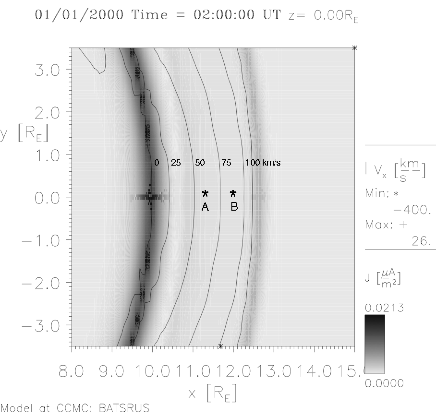 01/01/2000 Time = 02:00:00 UT z= 0.00R_E
3.0
2.0
y [R_E]
1.0
0.0
-1.0
-2.0
-3.0
0 25 50 75 100 km/s
* *
A B
8.0 9.0 10.0 11.0 12.0 13.0 14.0 15.
x [R_E]
| V_x [km/s]
Min: *
-400.
Max: +
26.
J [μA/m²]
0.0213
0.0000
Model at CCMC: BATSRUS